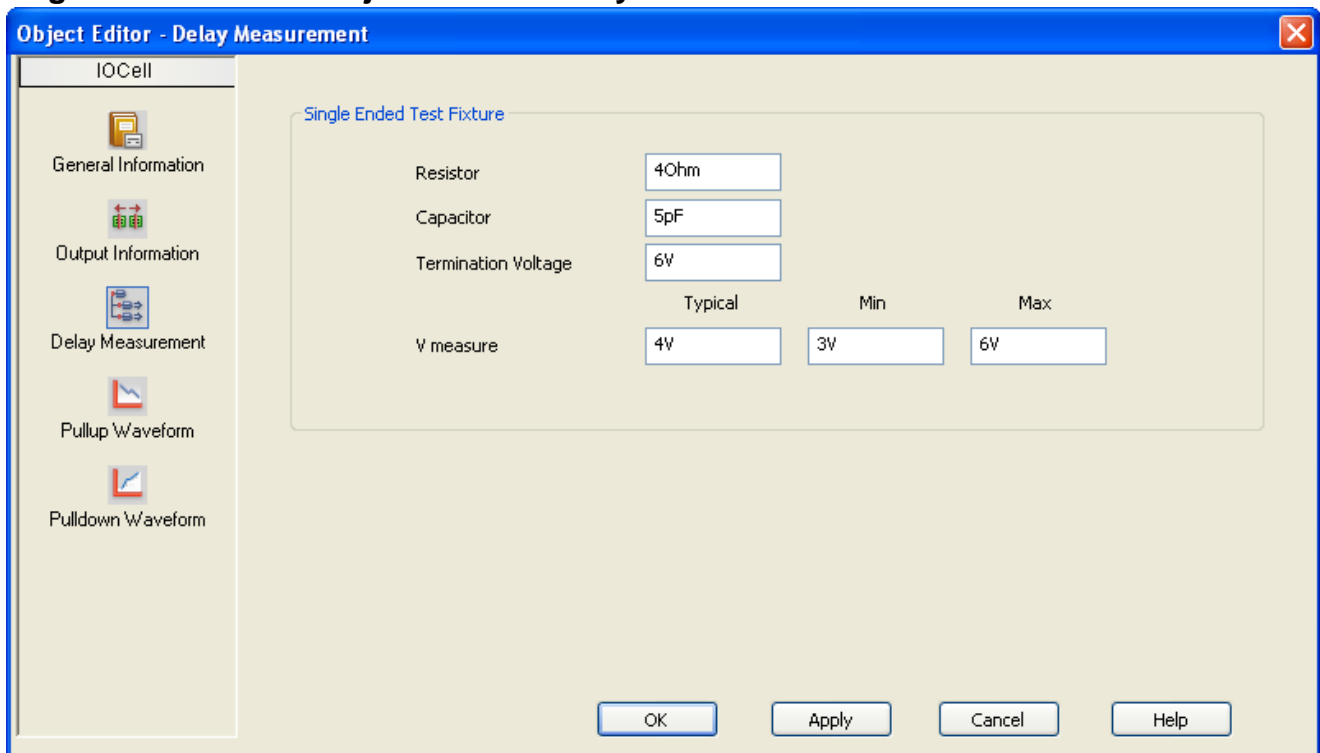 Object Editor - Delay Measurement
IOCell
General Information
Output Information
Delay Measurement
Pullup Waveform
Pulldown Waveform
Single Ended Test Fixture
Resistor 4Ohm
Capacitor 5pF
Termination Voltage 6V
Typical Min Max
V measure 4V 3V 6V
OK Apply Cancel Help